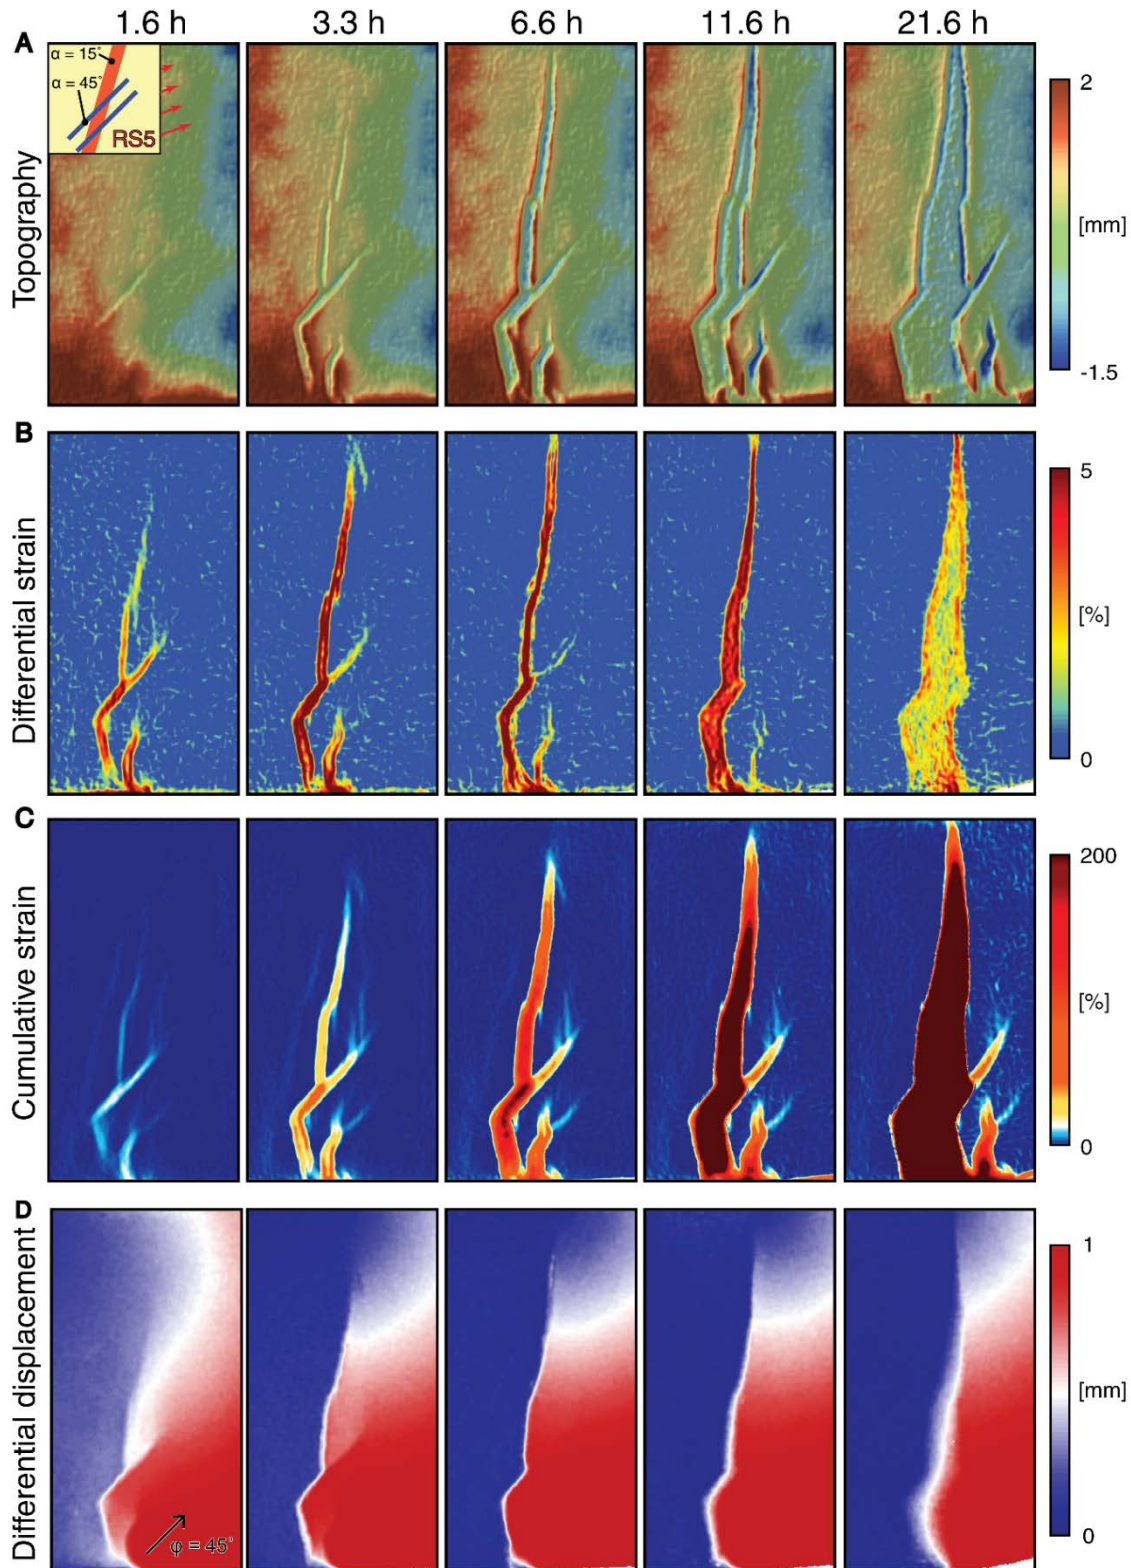 1.6 h 3.3 h 6.6 h 11.6 h 21.6 h
A
α = 15°
α = 45°
RS5
Topography
2
[mm]
-1.5
B
Differential strain
5
[%]
0
C
Cumulative strain
200
[%]
0
D
Differential displacement
φ = 45°
1
[mm]
0